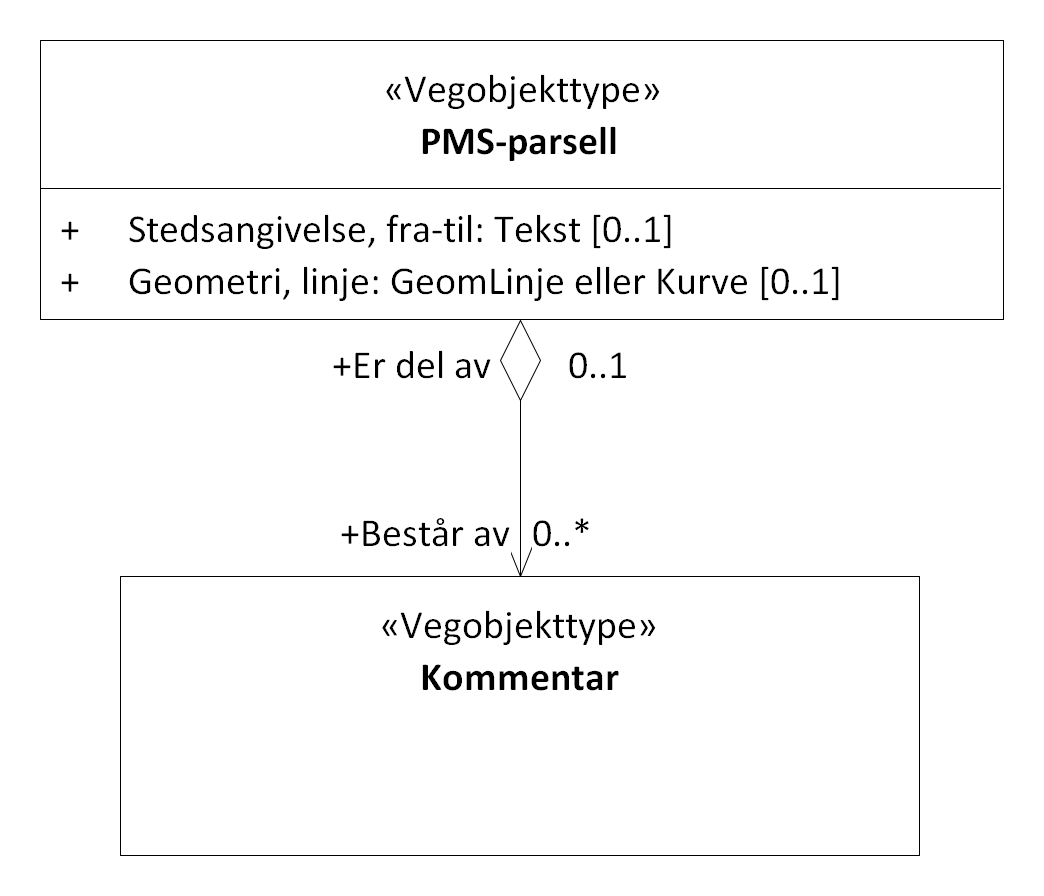 «Vegobjekttype»
PMS-parsell
+ Stedsangivelse, fra-til: Tekst [0..1]
+ Geometri, linje: GeomLinje eller Kurve [0..1]
+Er del av 0..1
+Består av 0..*
«Vegobjekttype»
Kommentar